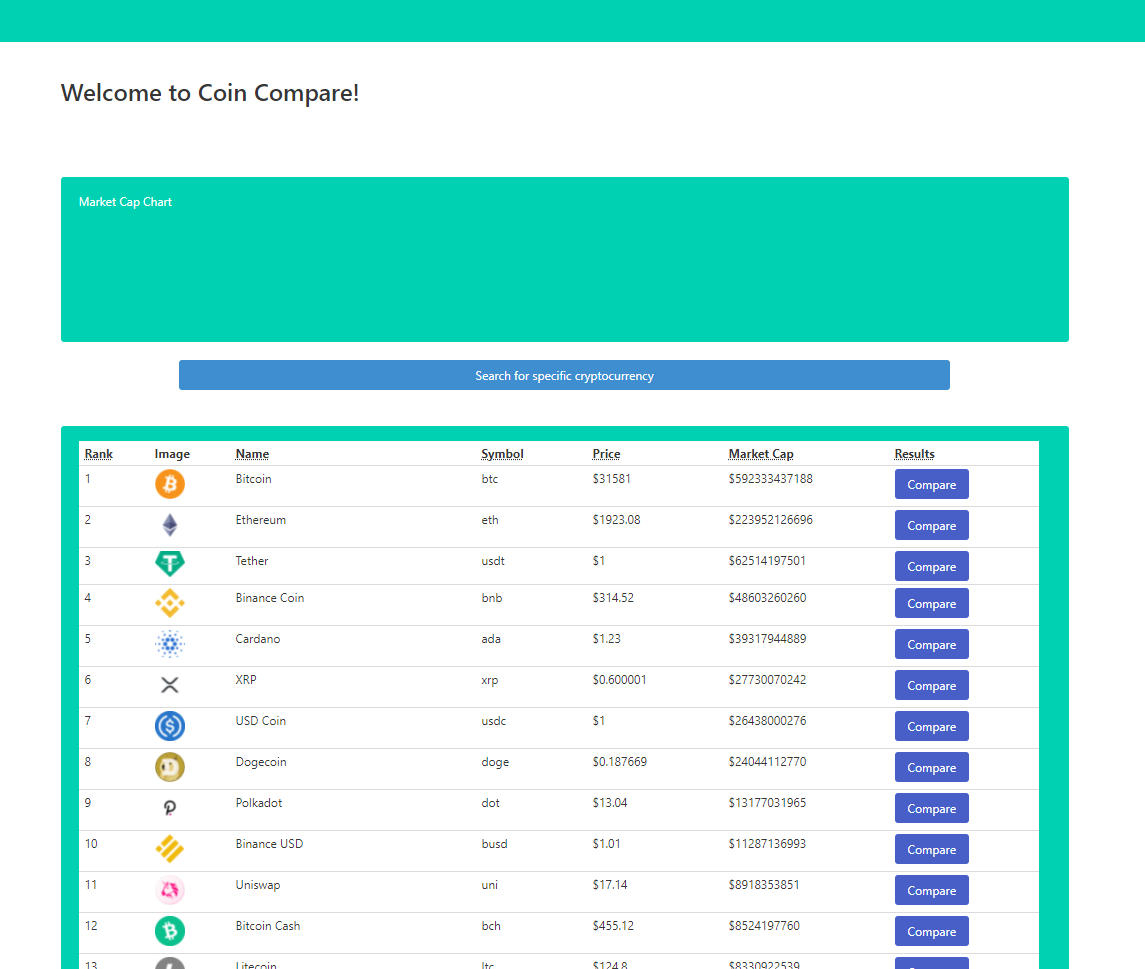 Welcome to Coin Compare!
Market Cap Chart
Search for specific cryptocurrency
Rank Image Name Symbol Price Market Cap Results
1 Bitcoin btc $31581 $592333437188 Compare
2 Ethereum eth $1923.08 $223952126696 Compare
3 Tether usdt $1 $62514197501 Compare
4 Binance Coin bnb $314.52 $48603260260 Compare
5 Cardano ada $1.23 $39317944889 Compare
6 XRP xrp $0.600001 $27730070242 Compare
7 USD Coin usdc $1 $26438000276 Compare
8 Dogecoin doge $0.187669 $24044112770 Compare
9 Polkadot dot $13.04 $13177031965 Compare
10 Binance USD busd $1.01 $11287136993 Compare
11 Uniswap uni $17.14 $8918353851 Compare
12 Bitcoin Cash bch $455.12 $8524197760 Compare
13 Litecoin ltc $124.8 $8330922539